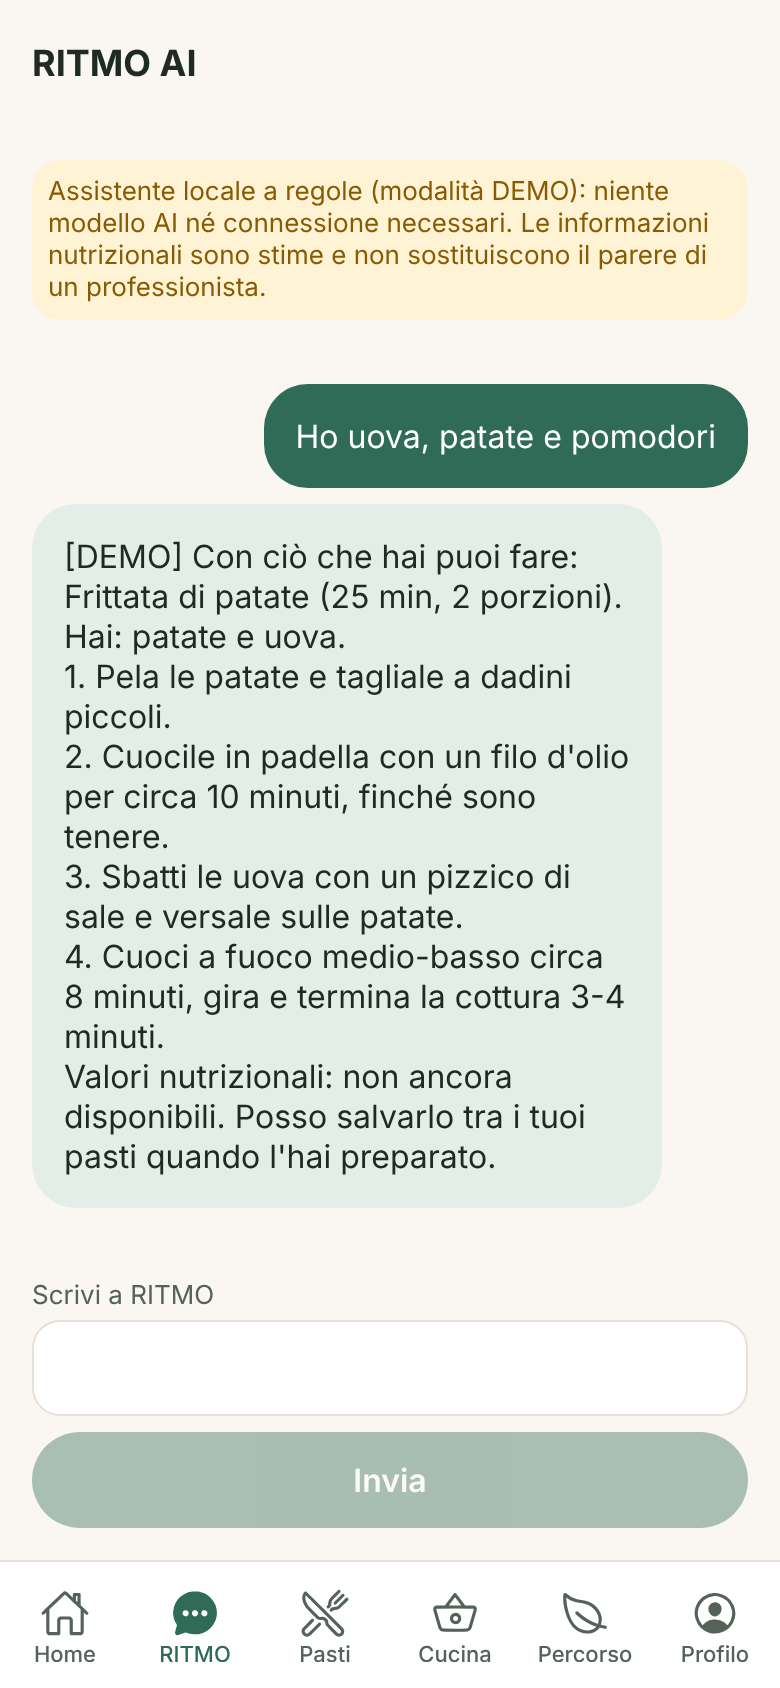 RITMO AI
Assistente locale a regole (modalità DEMO): niente
modello AI né connessione necessari. Le informazioni
nutrizionali sono stime e non sostituiscono il parere di
un professionista.
Ho uova, patate e pomodori
[DEMO] Con ciò che hai puoi fare:
Frittata di patate (25 min, 2 porzioni).
Hai: patate e uova.
1. Pela le patate e tagliale a dadini
piccoli.
2. Cuocile in padella con un filo d'olio
per circa 10 minuti, finché sono
tenere.
3. Sbatti le uova con un pizzico di
sale e versale sulle patate.
4. Cuoci a fuoco medio-basso circa
8 minuti, gira e termina la cottura 3-4
minuti.
Valori nutrizionali: non ancora
disponibili. Posso salvarlo tra i tuoi
pasti quando l'hai preparato.
Scrivi a RITMO
Invia
Home
RITMO
Pasti
Cucina
Percorso
Profilo